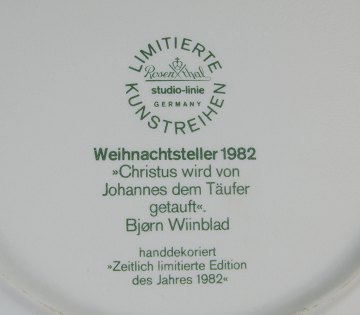 LIMITIERTE
Rosenthal
studio-linie
GERMANY
KUNSTREIHEN
Weihnachtsteller 1982
»Christus wird von
Johannes dem Täufer
getauft«.
Bjørn Wiinblad
handdekoriert
»Zeitlich limitierte Edition
des Jahres 1982«